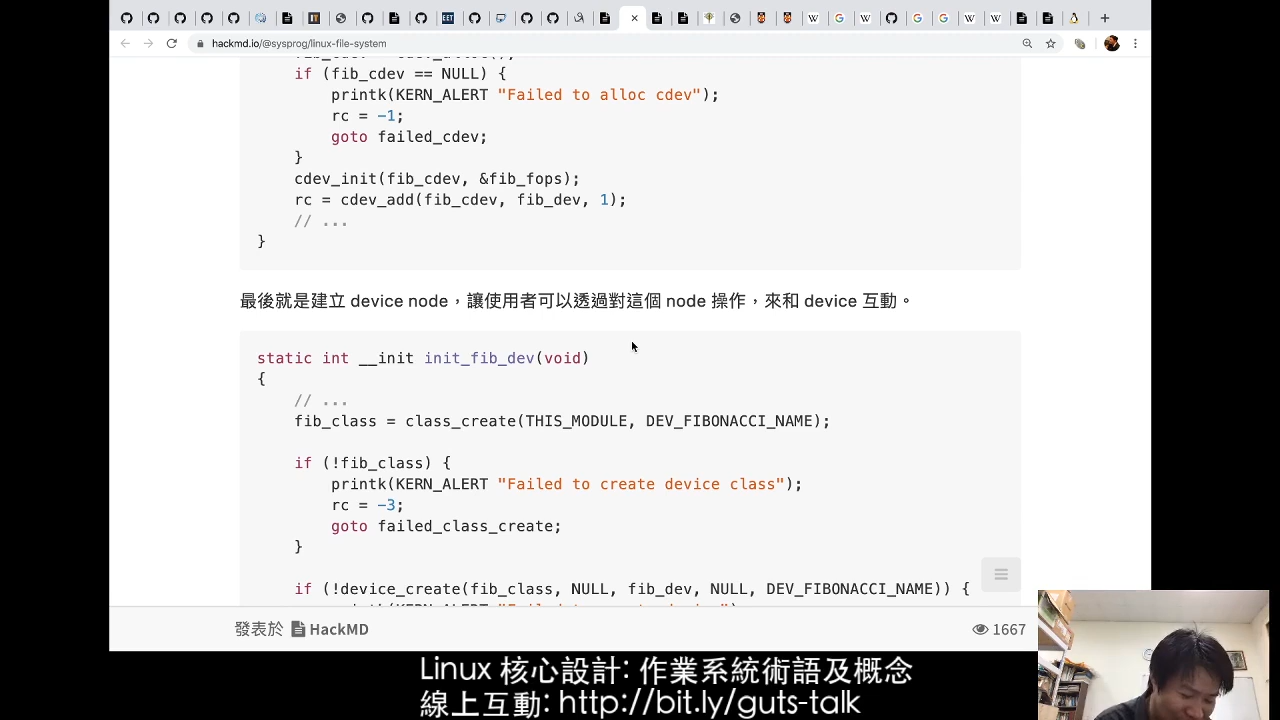 hackmd.io/@sysprog/linux-file-system
if (fib_cdev == NULL) {
printk(KERN_ALERT "Failed to alloc cdev");
rc = -1;
goto failed_cdev;
}
cdev_init(fib_cdev, &fib_fops);
rc = cdev_add(fib_cdev, fib_dev, 1);
// ...
}
最後就是建立 device node，讓使用者可以透過對這個 node 操作，來和 device 互動。
static int __init init_fib_dev(void)
{
// ...
fib_class = class_create(THIS_MODULE, DEV_FIBONACCI_NAME);
if (!fib_class) {
printk(KERN_ALERT "Failed to create device class");
rc = -3;
goto failed_class_create;
}
if (!device_create(fib_class, NULL, fib_dev, NULL, DEV_FIBONACCI_NAME)) {
發表於 HackMD
1667
Linux 核心設計: 作業系統術語及概念
線上互動: http://bit.ly/guts-talk